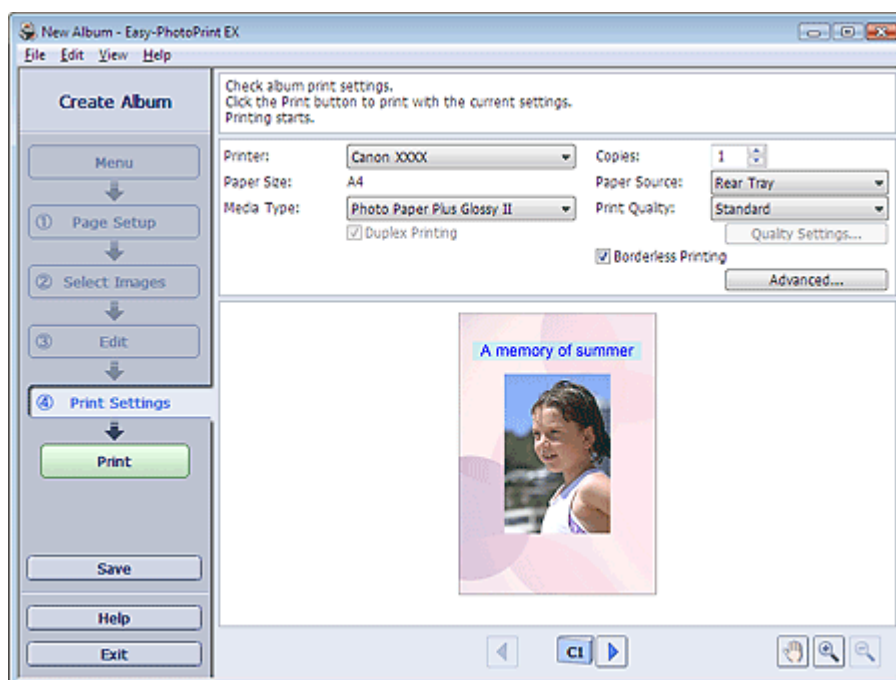 New Album - Easy-PhotoPrint EX
File Edit View Help
Create Album
Menu
① Page Setup
② Select Images
③ Edit
④ Print Settings
Print
Save
Help
Exit
Check album print settings.
Click the Print button to print with the current settings.
Printing starts.
Printer: Canon XXXX Copies: 1
Paper Size: A4 Paper Source: Rear Tray
Media Type: Photo Paper Plus Glossy II Print Quality: Standard
Duplex Printing Quality Settings...
Borderless Printing
Advanced...
A memory of summer
C1